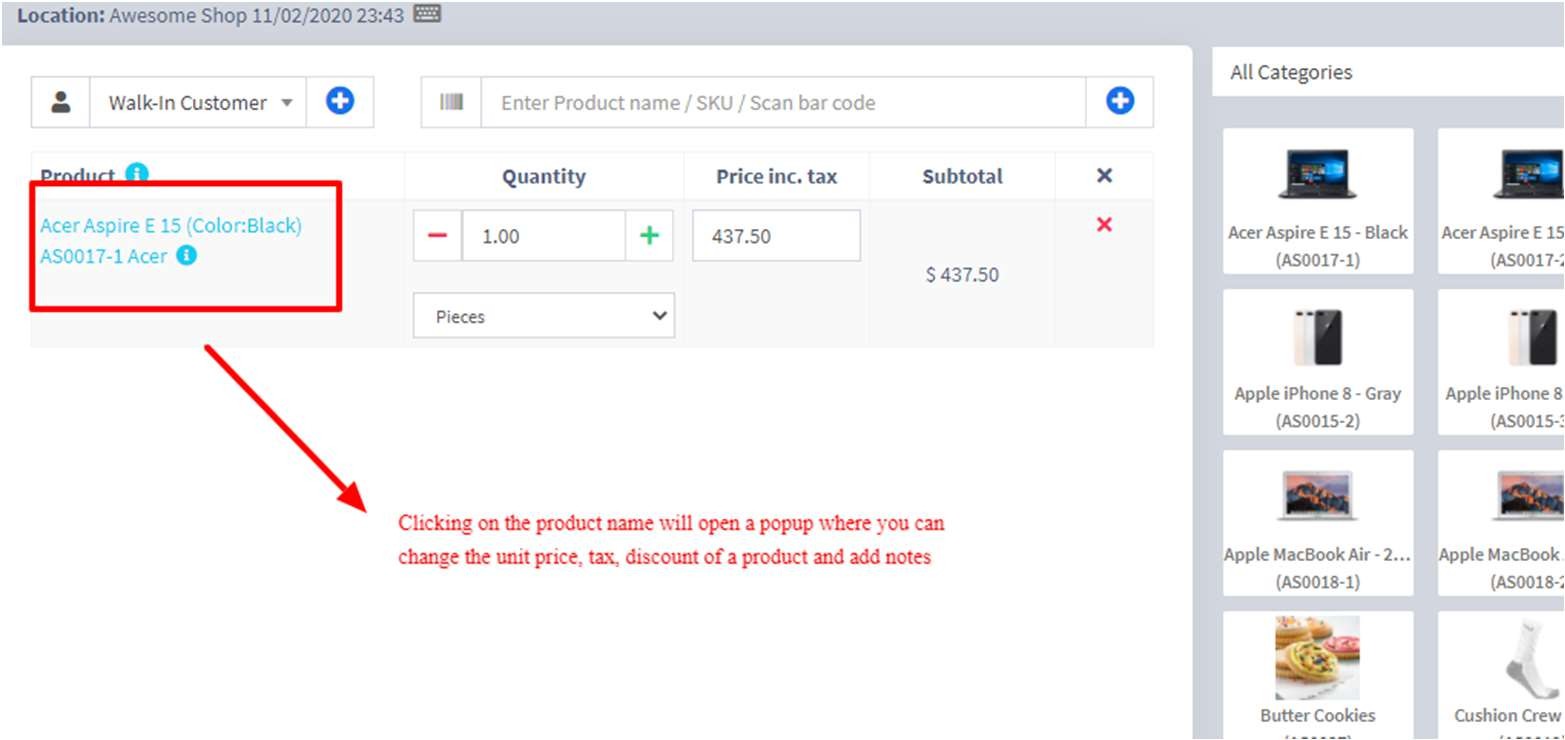 Location: Awesome Shop 11/02/2020 23:43
All Categories
Walk-In Customer
Enter Product name / SKU / Scan bar code
Product Quantity Price inc. tax Subtotal
Acer Aspire E 15 (Color:Black)
AS0017-1 Acer
1.00
437.50
$ 437.50
Pieces
Clicking on the product name will open a popup where you can
change the unit price, tax, discount of a product and add notes
Acer Aspire E 15 - Black
(AS0017-1)
Acer Aspire E 15
(AS0017-2
Apple iPhone 8 - Gray
(AS0015-2)
Apple iPhone 8
(AS0015-3
Apple MacBook Air - 2...
(AS0018-1)
Apple MacBook
(AS0018-2
Butter Cookies
Cushion Crew